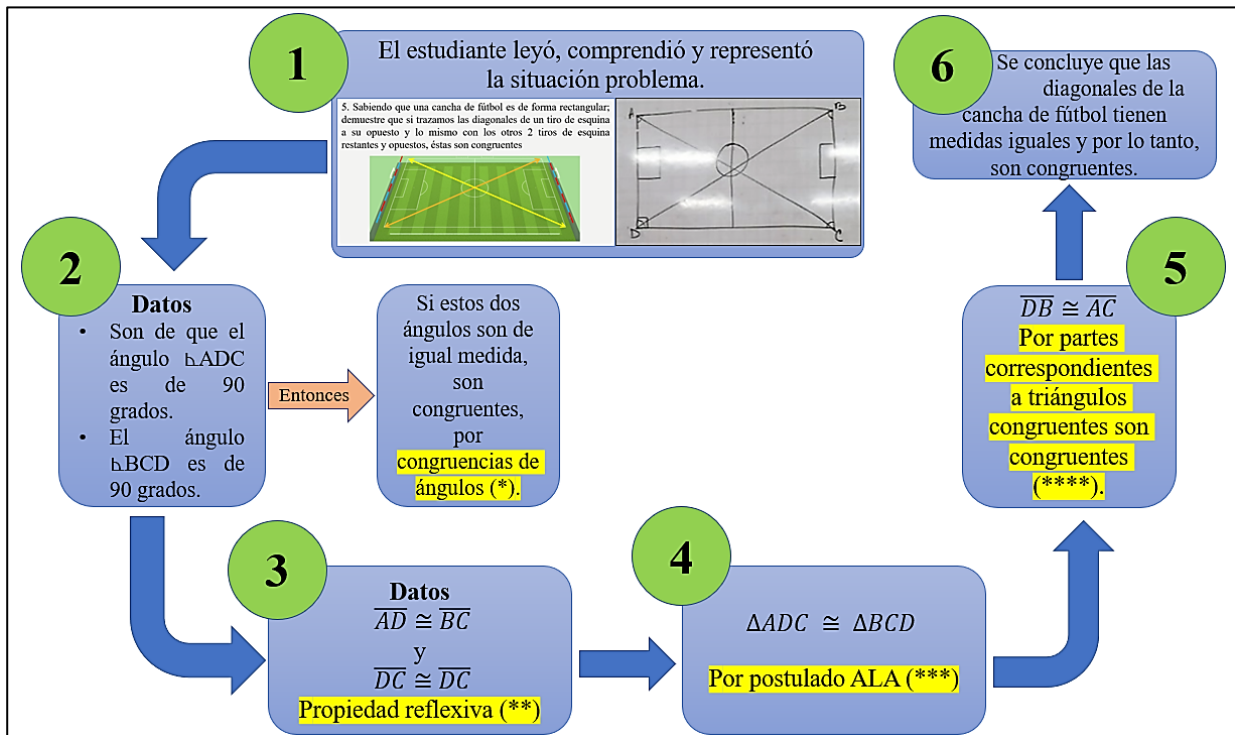 1
El estudiante leyó, comprendió y representó
la situación problema.
5. Sabiendo que una cancha de fútbol es de forma rectangular;
demuestre que si trazamos las diagonales de un tiro de esquina
a su opuesto y lo mismo con los otros 2 tiros de esquina
restantes y opuestos, éstas son congruentes
A
B
D
C
2
Datos
• Son de que el
ángulo ⊾ADC
es de 90
grados.
• El ángulo
⊾BCD es de
90 grados.
Entonces
Si estos dos
ángulos son de
igual medida,
son
congruentes,
por
congruencias de
ángulos (*).
3
Datos
\overline{AD} ≅ \overline{BC}
y
\overline{DC} ≅ \overline{DC}
Propiedad reflexiva (**)
4
ΔADC ≅ ΔBCD
Por postulado ALA (***)
5
\overline{DB} ≅ \overline{AC}
Por partes
correspondientes
a triángulos
congruentes son
congruentes
(****).
6
Se concluye que las
diagonales de la
cancha de fútbol tienen
medidas iguales y por lo tanto,
son congruentes.